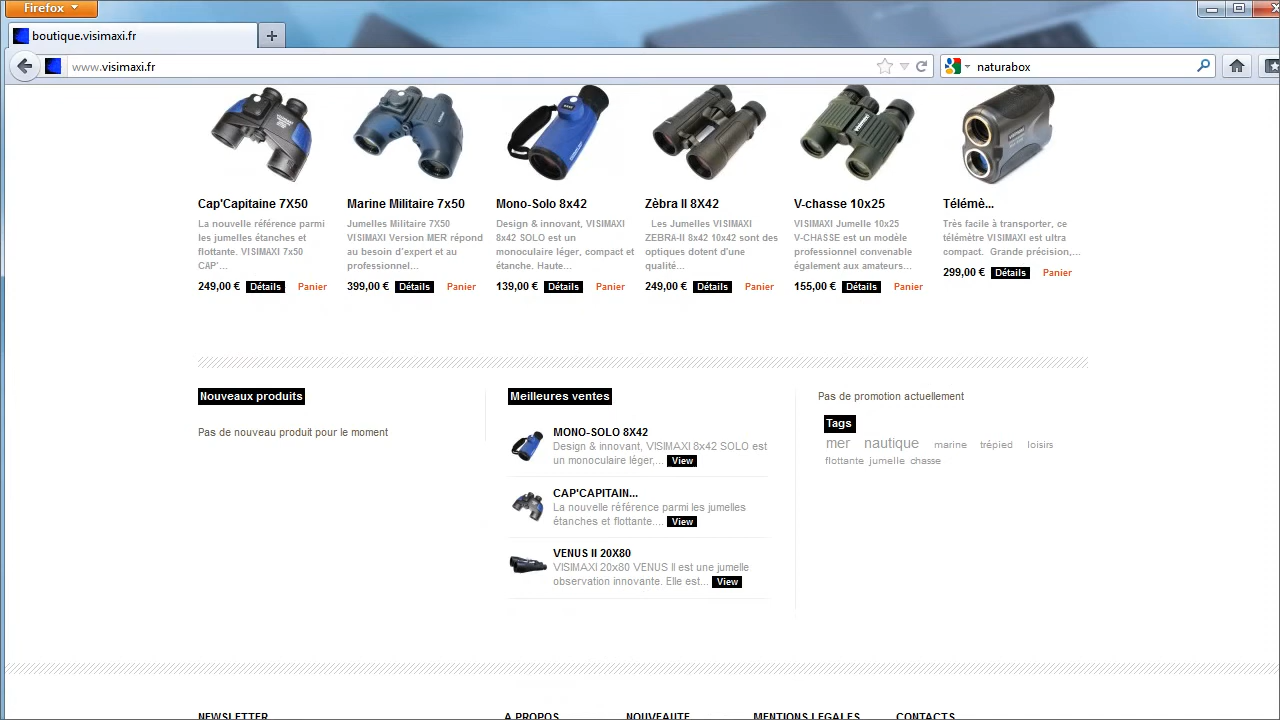 Firefox
boutique.visimaxi.fr
www.visimaxi.fr
naturabox
Cap'Capitaine 7X50
La nouvelle référence parmi
les jumelles étanches et
flottante. VISIMAXI 7x50
CAP'...
249,00 € Détails Panier
Marine Militaire 7x50
Jumelles Militaire 7X50
VISIMAXI Version MER répond
au besoin d'expert et au
professionnel...
399,00 € Détails Panier
Mono-Solo 8x42
Design & innovant, VISIMAXI
8x42 SOLO est un
monoculaire léger, compact et
étanche. Haute...
139,00 € Détails Panier
Zèbra II 8X42
Les Jumelles VISIMAXI
ZEBRA-II 8x42 10x42 sont des
optiques dotent d'une
qualité...
249,00 € Détails Panier
V-chasse 10x25
VISIMAXI Jumelle 10x25
V-CHASSE est un modèle
professionnel convenable
également aux amateurs...
155,00 € Détails Panier
Télémè...
Très facile à transporter, ce
télémètre VISIMAXI est ultra
compact. Grande précision,...
299,00 € Détails Panier
Nouveaux produits
Pas de nouveau produit pour le moment
Meilleures ventes
MONO-SOLO 8X42
Design & innovant, VISIMAXI 8x42 SOLO est
un monoculaire léger,... View
CAP'CAPITAIN...
La nouvelle référence parmi les jumelles
étanches et flottante.... View
VENUS II 20X80
VISIMAXI 20x80 VENUS II est une jumelle
observation innovante. Elle est... View
Pas de promotion actuellement
Tags
mer nautique marine trépied loisirs
flottante jumelle chasse
NEWSLETTER
A PROPOS
NOUVEAUTE
MENTIONS LEGALES
CONTACTS